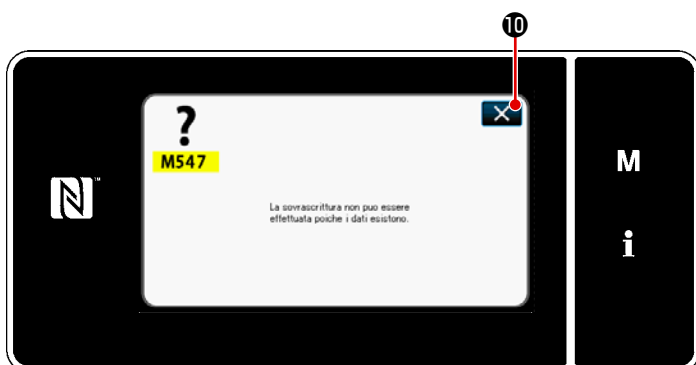 ❿
?
M547
La sovrascrittura non puo essere
effettuata poiche i dati esistono.
M
i